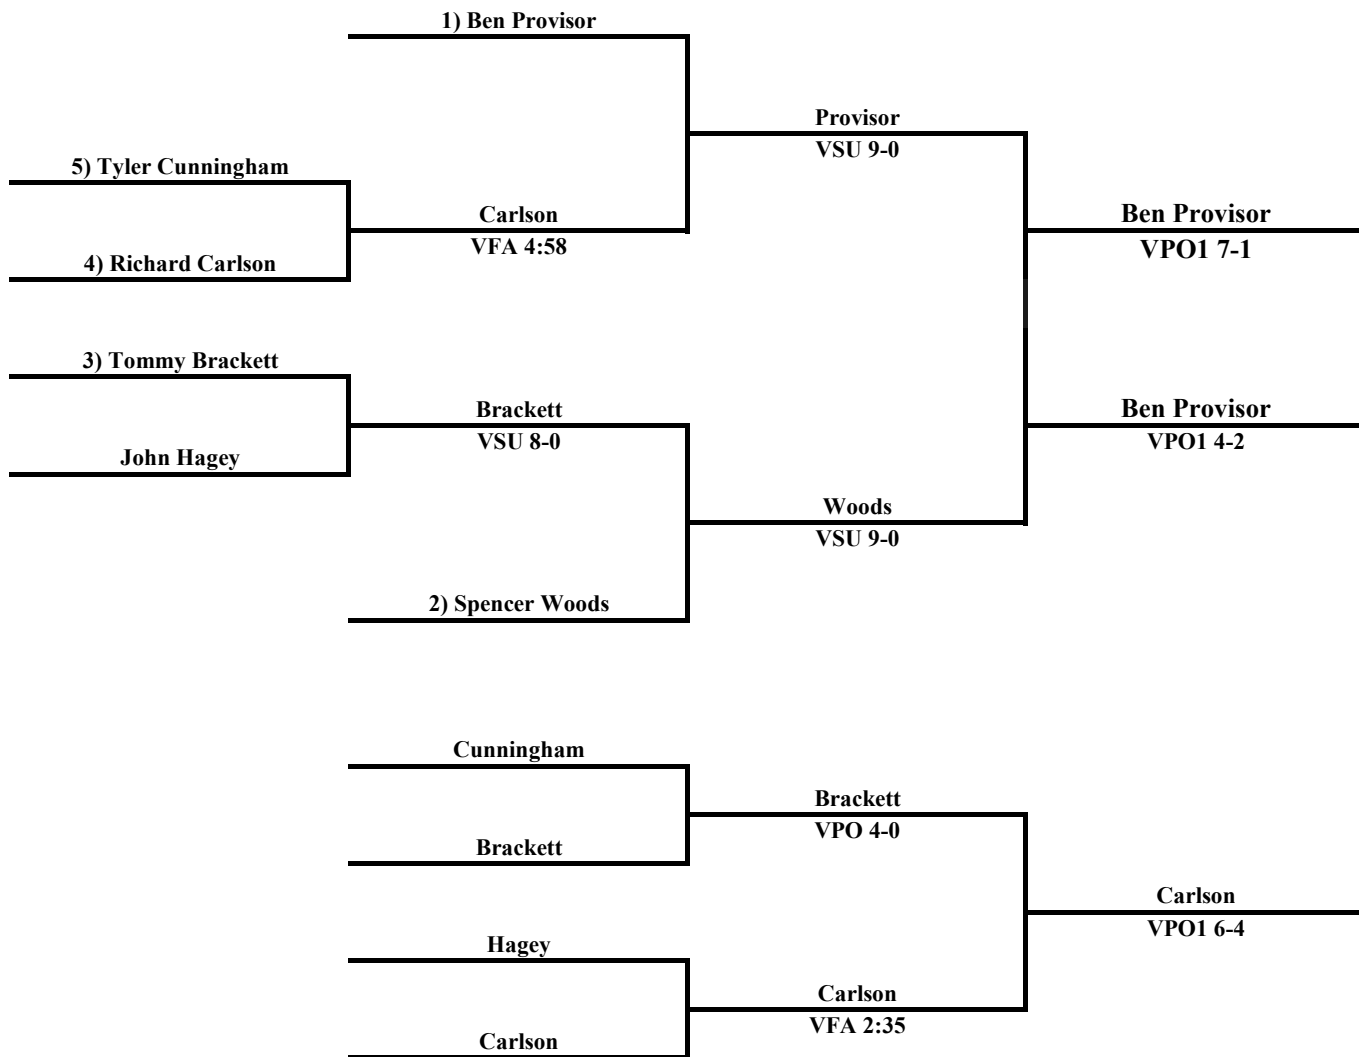 1) Ben Provisor
Provisor
VSU 9-0
5) Tyler Cunningham
Carlson
VFA 4:58
Ben Provisor
VPO1 7-1
4) Richard Carlson
3) Tommy Brackett
Brackett
VSU 8-0
Ben Provisor
VPO1 4-2
John Hagey
Woods
VSU 9-0
2) Spencer Woods
Cunningham
Brackett
VPO 4-0
Brackett
Carlson
VPO1 6-4
Hagey
Carlson
VFA 2:35
Carlson